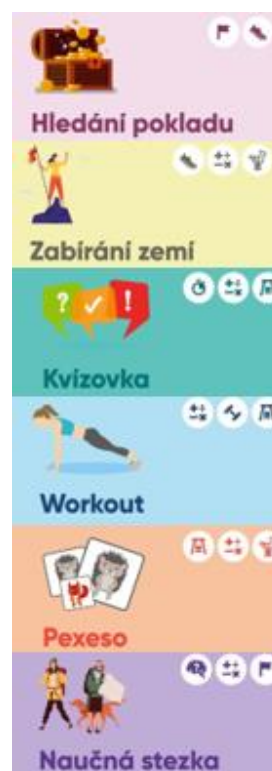 Hledání pokladu
Zabírání zemí
Kvízovka
Workout
Pexeso
Naučná stezka